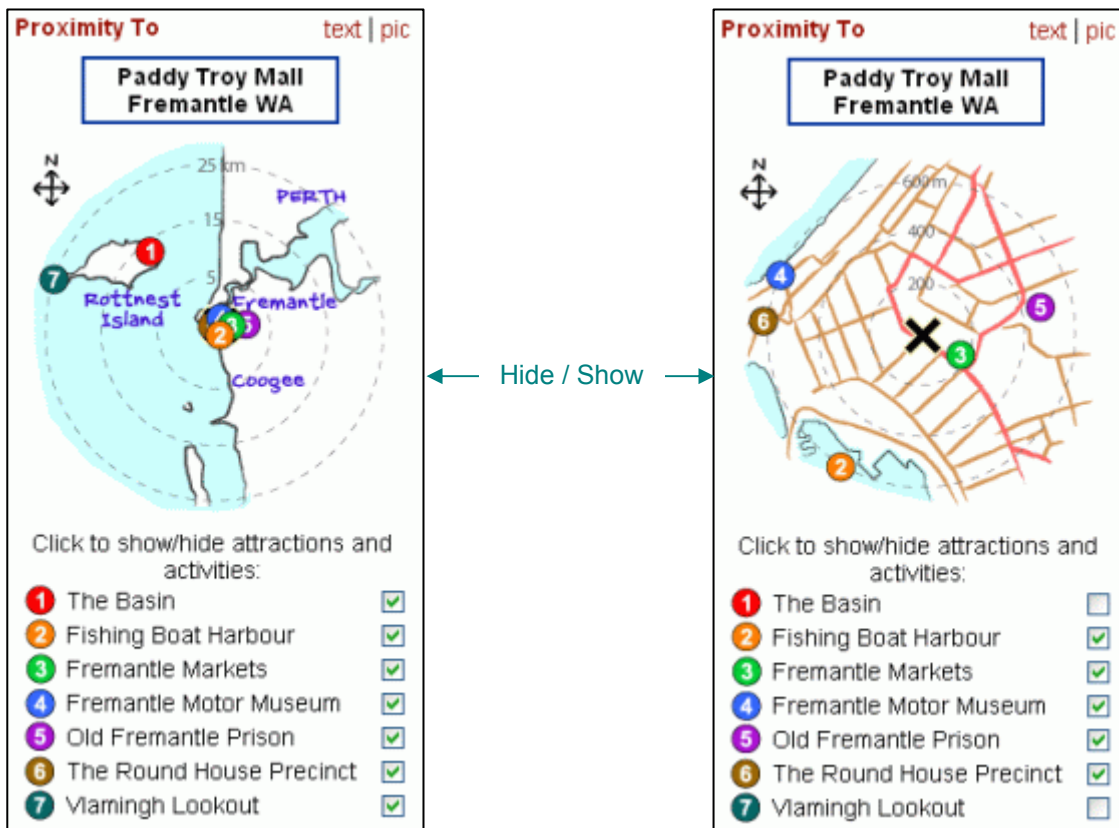 Proximity To text | pic
Paddy Troy Mall
Fremantle WA
N
25 km
PERTH
15
1
7
5
Rottnest
Island
Fremantle
4
3
5
6
2
Coogee
Click to show/hide attractions and
activities:
1 The Basin
2 Fishing Boat Harbour
3 Fremantle Markets
4 Fremantle Motor Museum
5 Old Fremantle Prison
6 The Round House Precinct
7 Vlamingh Lookout
Hide / Show
Proximity To text | pic
Paddy Troy Mall
Fremantle WA
N
600 m
400
4
200
5
6
3
2
Click to show/hide attractions and
activities:
1 The Basin
2 Fishing Boat Harbour
3 Fremantle Markets
4 Fremantle Motor Museum
5 Old Fremantle Prison
6 The Round House Precinct
7 Vlamingh Lookout